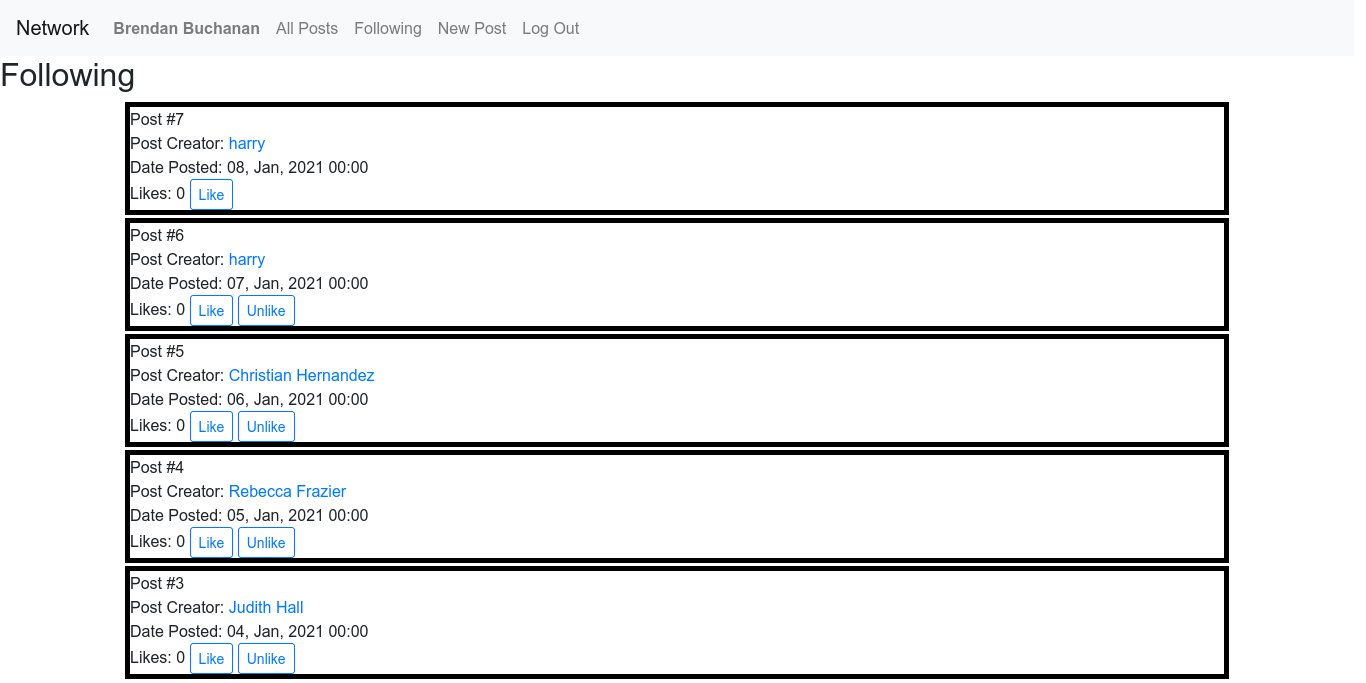 Network Brendan Buchanan All Posts Following New Post Log Out
Following
Post #7
Post Creator: harry
Date Posted: 08, Jan, 2021 00:00
Likes: 0 Like
Post #6
Post Creator: harry
Date Posted: 07, Jan, 2021 00:00
Likes: 0 Like Unlike
Post #5
Post Creator: Christian Hernandez
Date Posted: 06, Jan, 2021 00:00
Likes: 0 Like Unlike
Post #4
Post Creator: Rebecca Frazier
Date Posted: 05, Jan, 2021 00:00
Likes: 0 Like Unlike
Post #3
Post Creator: Judith Hall
Date Posted: 04, Jan, 2021 00:00
Likes: 0 Like Unlike